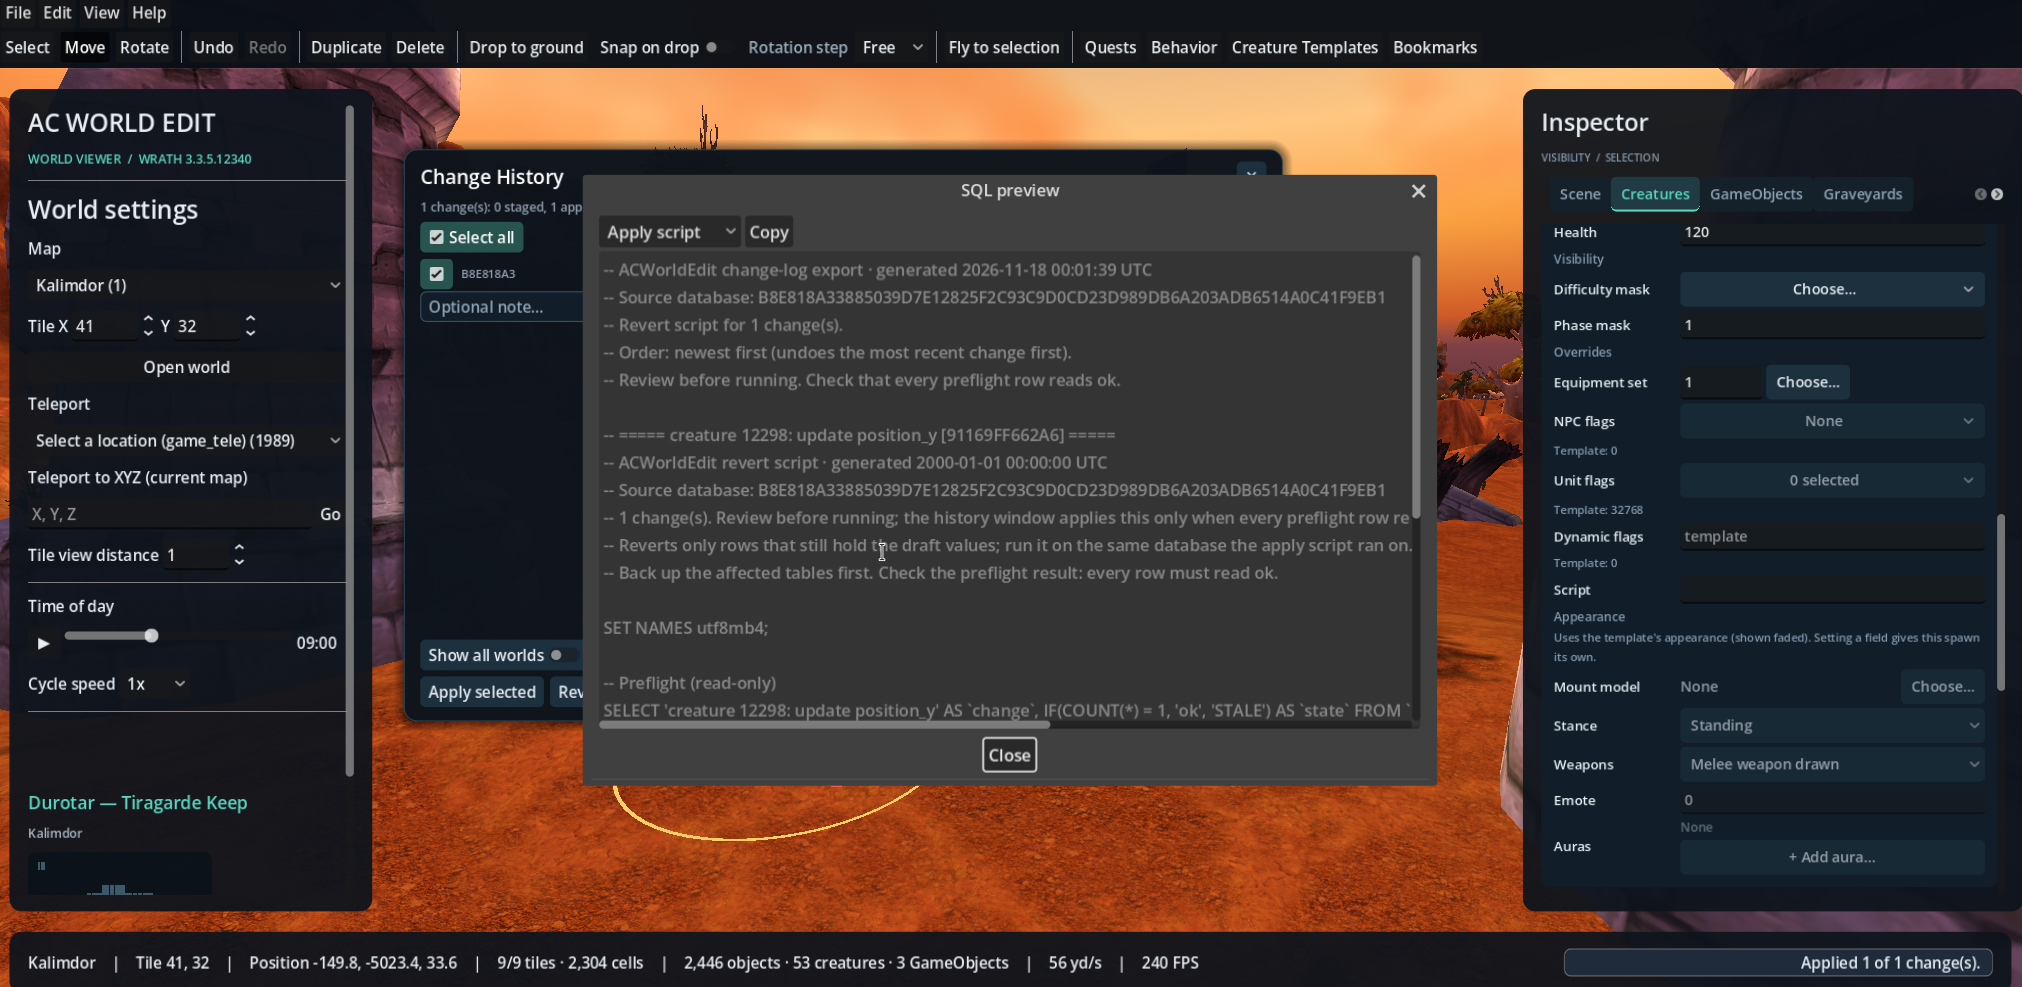 File Edit View Help
Select Move Rotate Undo Redo Duplicate Delete Drop to ground Snap on drop Rotation step Free Fly to selection Quests Behavior Creature Templates Bookmarks
AC WORLD EDIT
WORLD VIEWER / WRATH 3.3.5.12340
World settings
Map
Kalimdor (1)
Tile X 41 Y 32
Open world
Teleport
Select a location (game_tele) (1989)
Teleport to XYZ (current map)
X, Y, Z Go
Tile view distance 1
Time of day
09:00
Cycle speed 1x
Durotar — Tiragarde Keep
Kalimdor
Change History
1 change(s): 0 staged, 1 app
Select all
B8E818A3
Optional note...
Show all worlds
Apply selected Rev
SQL preview
Apply script Copy
-- ACWorldEdit change-log export · generated 2026-11-18 00:01:39 UTC
-- Source database: B8E818A33885039D7E12825F2C93C9D0CD23D989DB6A203ADB6514A0C41F9EB1
-- Revert script for 1 change(s).
-- Order: newest first (undoes the most recent change first).
-- Review before running. Check that every preflight row reads ok.
-- ===== creature 12298: update position_y [91169FF662A6] =====
-- ACWorldEdit revert script · generated 2000-01-01 00:00:00 UTC
-- Source database: B8E818A33885039D7E12825F2C93C9D0CD23D989DB6A203ADB6514A0C41F9EB1
-- 1 change(s). Review before running; the history window applies this only when every preflight row re
-- Reverts only rows that still hold the draft values; run it on the same database the apply script ran on.
-- Back up the affected tables first. Check the preflight result: every row must read ok.
SET NAMES utf8mb4;
-- Preflight (read-only)
SELECT 'creature 12298: update position_y' AS `change`, IF(COUNT(*) = 1, 'ok', 'STALE') AS `state` FROM `
Close
Inspector
VISIBILITY / SELECTION
Scene Creatures GameObjects Graveyards
Health 120
Visibility
Difficulty mask Choose...
Phase mask 1
Overrides
Equipment set 1 Choose...
NPC flags None
Template: 0
Unit flags 0 selected
Template: 32768
Dynamic flags template
Template: 0
Script
Appearance
Uses the template's appearance (shown faded). Setting a field gives this spawn
its own.
Mount model None Choose...
Stance Standing
Weapons Melee weapon drawn
Emote 0
None
Auras + Add aura...
Kalimdor | Tile 41, 32 | Position -149.8, -5023.4, 33.6 | 9/9 tiles · 2,304 cells | 2,446 objects · 53 creatures · 3 GameObjects | 56 yd/s | 240 FPS
Applied 1 of 1 change(s).